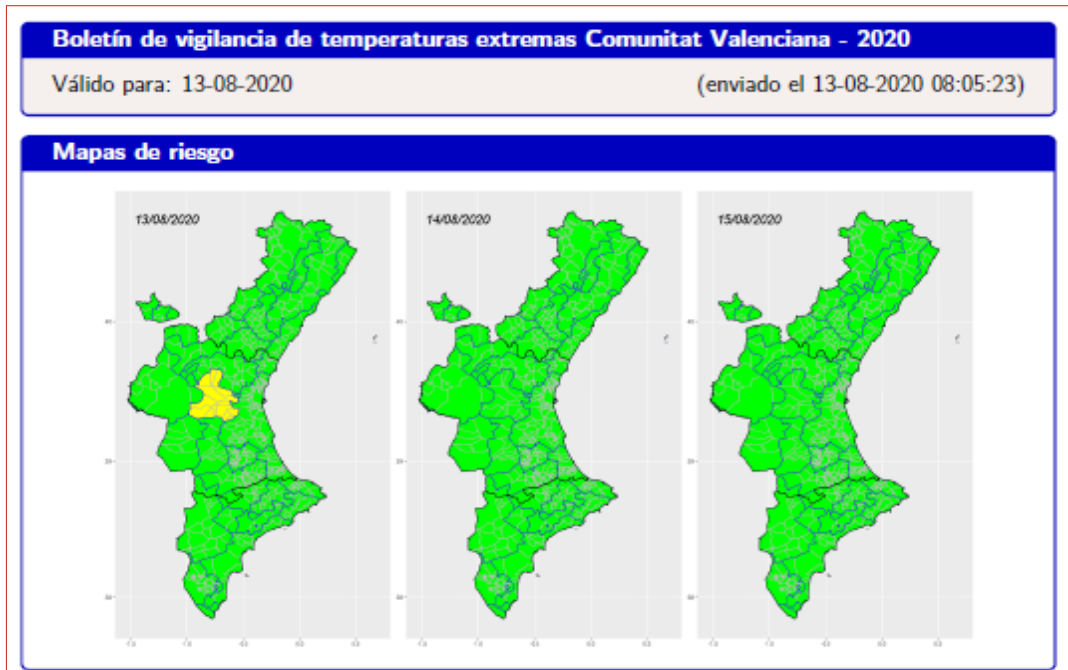 Boletín de vigilancia de temperaturas extremas Comunitat Valenciana - 2020
Válido para: 13-08-2020 (enviado el 13-08-2020 08:05:23)
Mapas de riesgo
13/08/2020 14/08/2020 15/08/2020